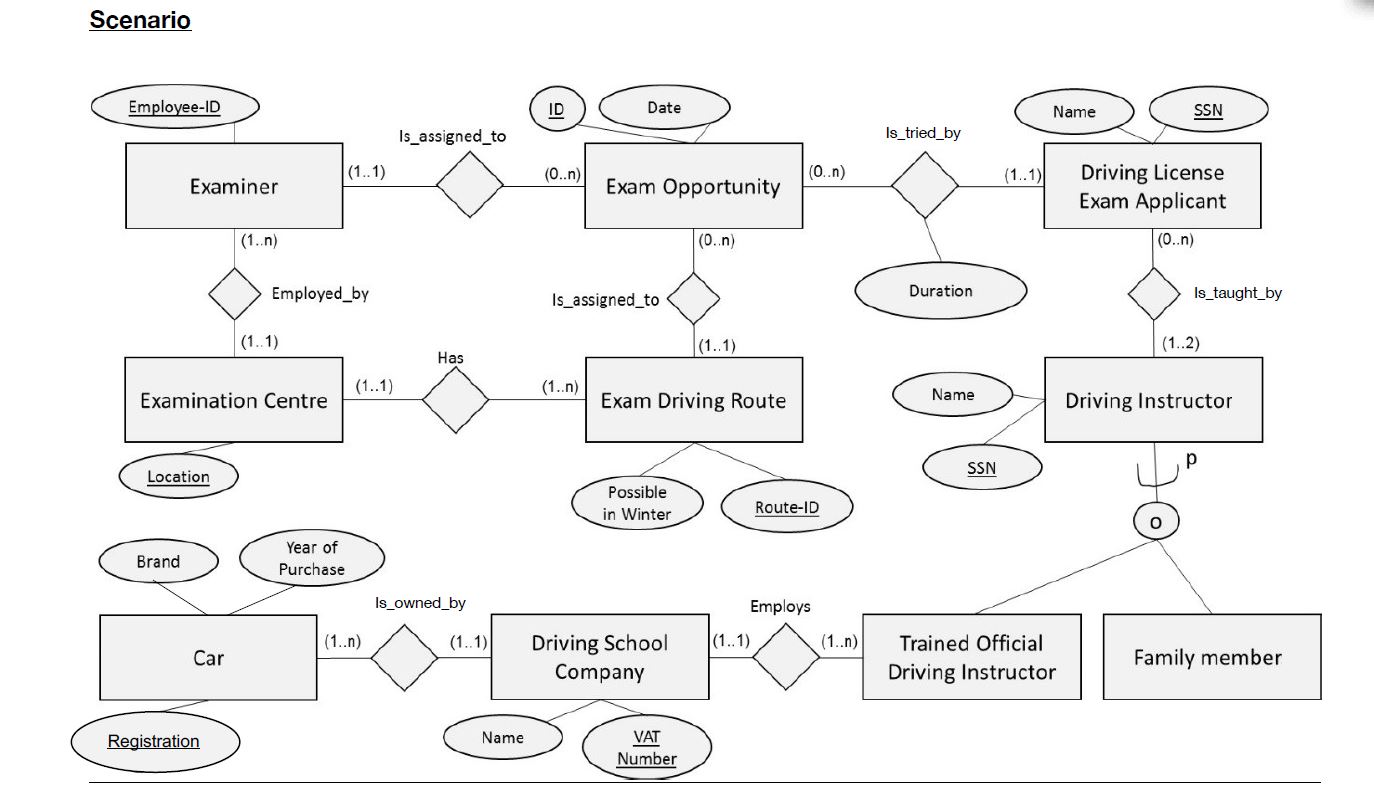 Scenario
Employee-ID
ID
Date
Name
SSN
Is_assigned_to
Is_tried_by
Examiner
(1..1)
(0..n)
Exam Opportunity
(0..n)
(1..1)
Driving License
Exam Applicant
(1..n)
(0..n)
(0..n)
Employed_by
Is_assigned_to
Duration
Is_taught_by
(1..1)
(1..1)
(1..2)
Has
Examination Centre
(1..1)
(1..n)
Exam Driving Route
Name
Driving Instructor
Location
SSN
p
Possible
in Winter
Route-ID
O
Brand
Year of
Purchase
Is_owned_by
Employs
Car
(1..n)
(1..1)
Driving School
Company
(1..1)
(1..n)
Trained Official
Driving Instructor
Family member
Registration
Name
VAT
Number